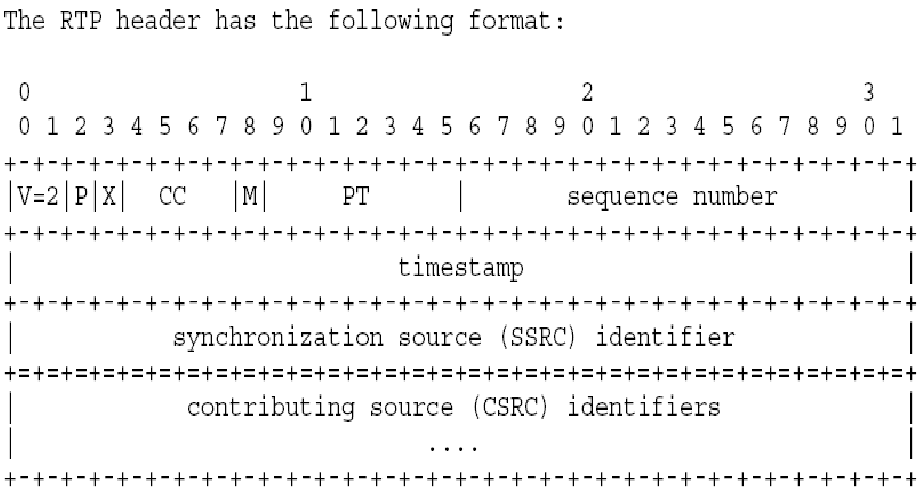 The RTP header has the following format:
0                   1                   2                   3
0 1 2 3 4 5 6 7 8 9 0 1 2 3 4 5 6 7 8 9 0 1 2 3 4 5 6 7 8 9 0 1
+-+-+-+-+-+-+-+-+-+-+-+-+-+-+-+-+-+-+-+-+-+-+-+-+-+-+-+-+-+-+-+-+
|V=2|P|X|  CC   |M|     PT      |       sequence number         |
+-+-+-+-+-+-+-+-+-+-+-+-+-+-+-+-+-+-+-+-+-+-+-+-+-+-+-+-+-+-+-+-+
|                           timestamp                           |
+-+-+-+-+-+-+-+-+-+-+-+-+-+-+-+-+-+-+-+-+-+-+-+-+-+-+-+-+-+-+-+-+
|           synchronization source (SSRC) identifier            |
+=+=+=+=+=+=+=+=+=+=+=+=+=+=+=+=+=+=+=+=+=+=+=+=+=+=+=+=+=+=+=+=+
|            contributing source (CSRC) identifiers             |
|                             ....                              |
+-+-+-+-+-+-+-+-+-+-+-+-+-+-+-+-+-+-+-+-+-+-+-+-+-+-+-+-+-+-+-+-+